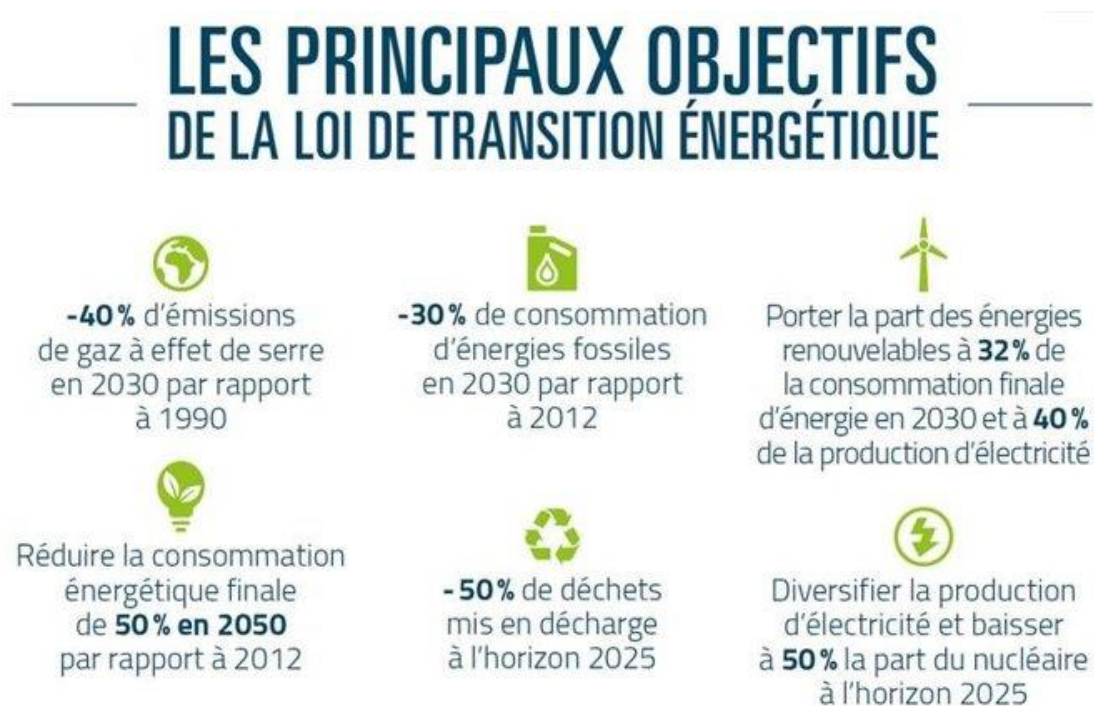 LES PRINCIPAUX OBJECTIFS
DE LA LOI DE TRANSITION ÉNERGÉTIQUE
-40% d'émissions
de gaz à effet de serre
en 2030 par rapport
à 1990
-30% de consommation
d'énergies fossiles
en 2030 par rapport
à 2012
Porter la part des énergies
renouvelables à 32% de
la consommation finale
d'énergie en 2030 et à 40%
de la production d'électricité
Réduire la consommation
énergétique finale
de 50% en 2050
par rapport à 2012
-50% de déchets
mis en décharge
à l'horizon 2025
Diversifier la production
d'électricité et baisser
à 50% la part du nucléaire
à l'horizon 2025